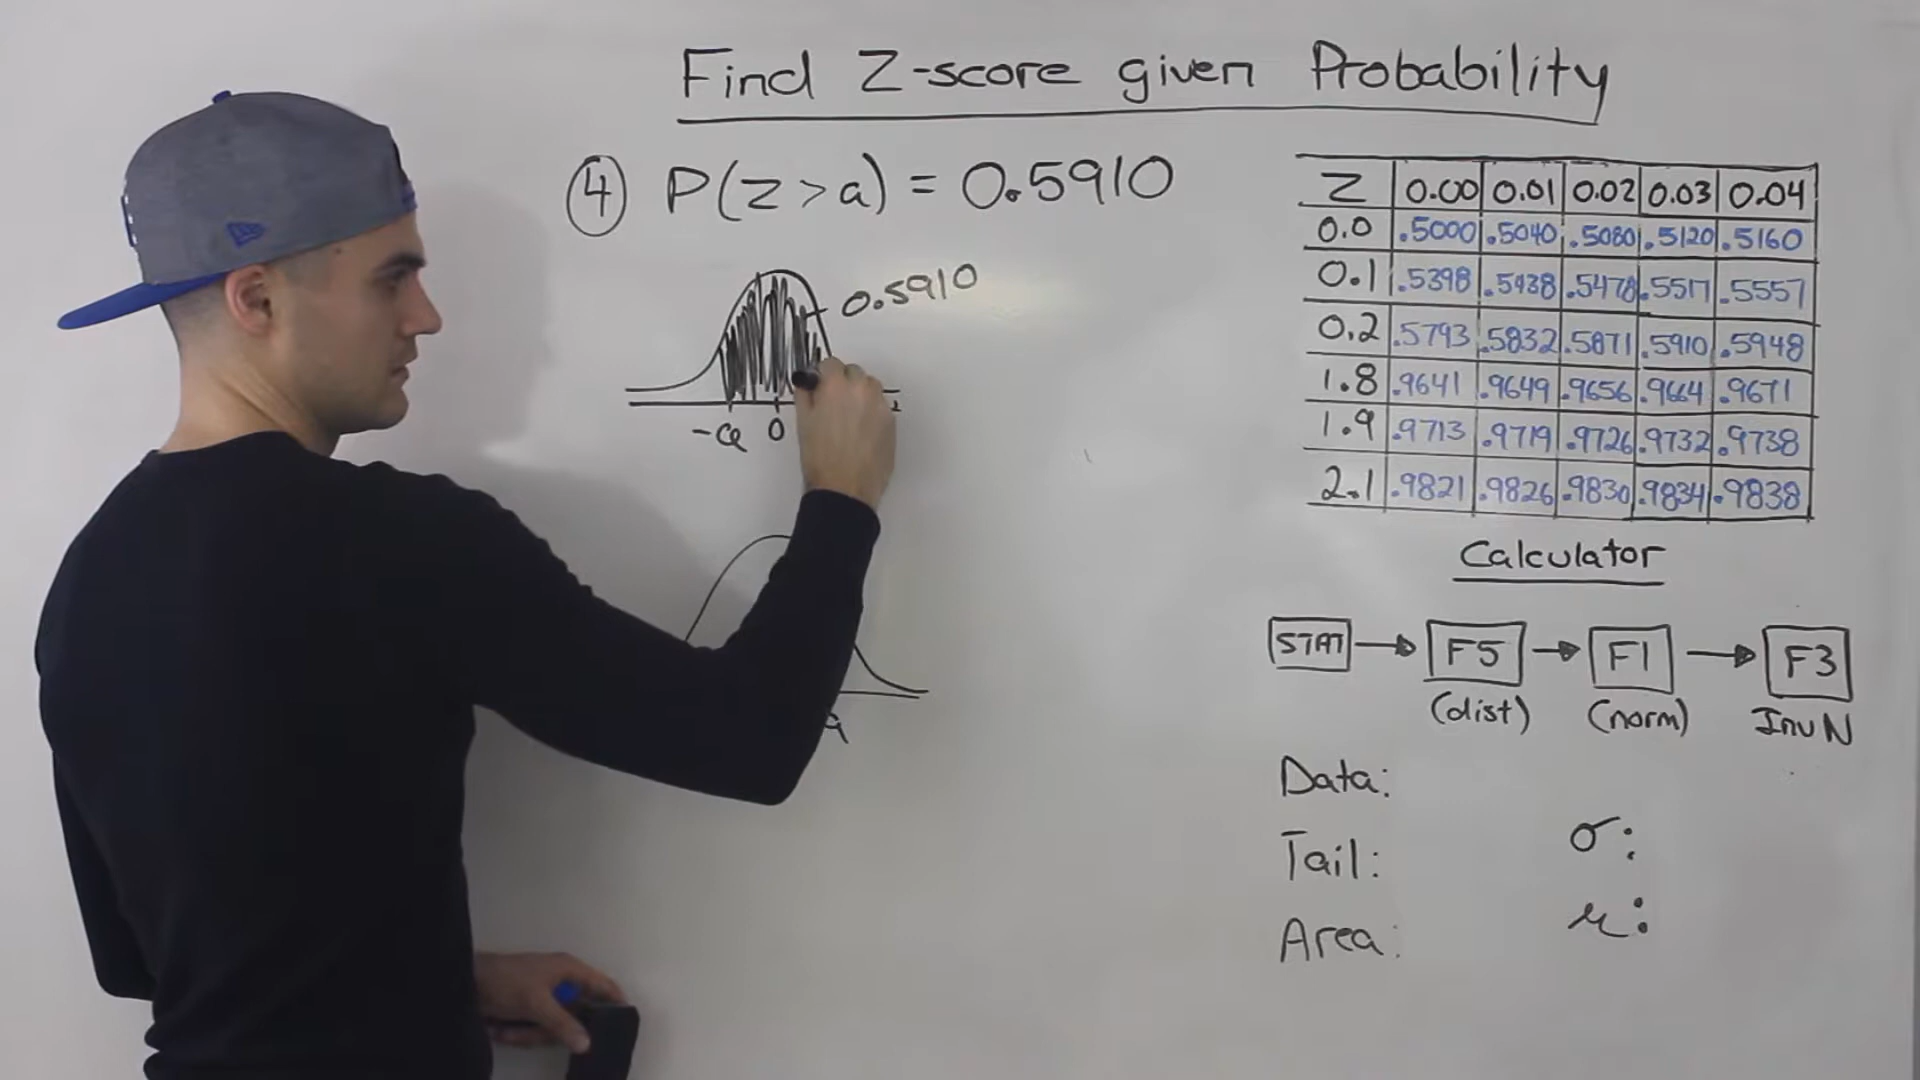 Find Z-score given Probability
④ P(Z>a) = 0.5910
0.5910
-a 0
a
Z 0.00 0.01 0.02 0.03 0.04
0.0 .5000 .5040 .5080 .5120 .5160
0.1 .5398 .5438 .5478 .5517 .5557
0.2 .5793 .5832 .5871 .5910 .5948
1.8 .9641 .9649 .9656 .9664 .9671
1.9 .9713 .9719 .9726 .9732 .9738
2.1 .9821 .9826 .9830 .9834 .9838
Calculator
STAT → F5 → F1 → F3
(dist) (norm) InvN
Data:
Tail: σ:
Area: μ: